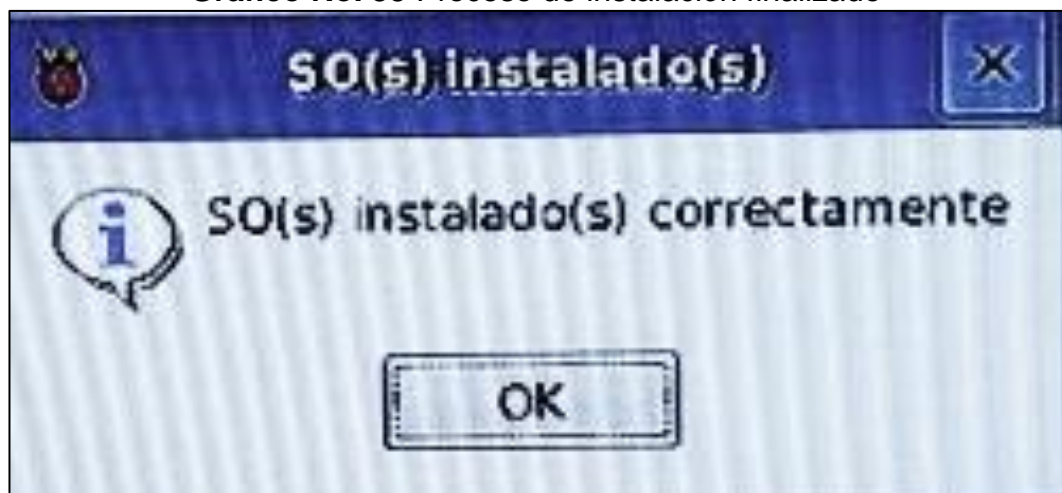 Proceso de instalación finalizado
SO(s) instalado(s)
SO(s) instalado(s) correctamente
OK